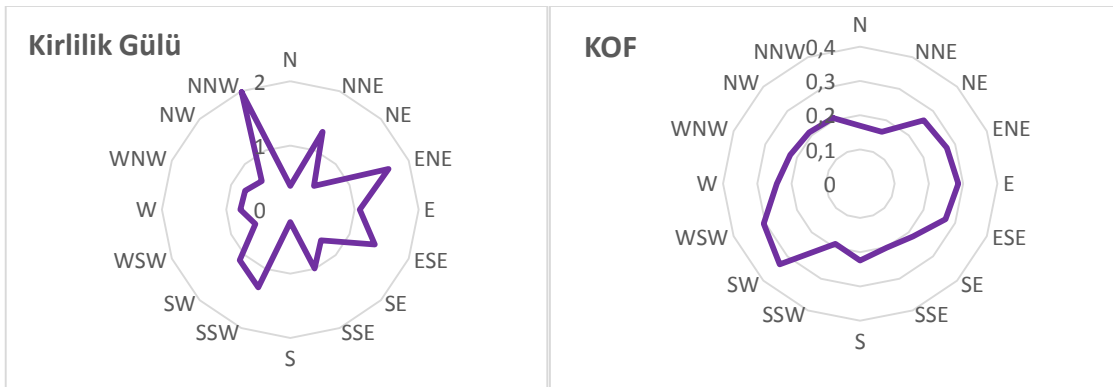 Kirlilik Gülü
N
NNE
NE
ENE
E
ESE
SE
SSE
S
SSW
SW
WSW
W
WNW
NW
NNW
2
1
0
KOF
N
NNE
NE
ENE
E
ESE
SE
SSE
S
SSW
SW
WSW
W
WNW
NW
NNW
0,4
0,3
0,2
0,1
0